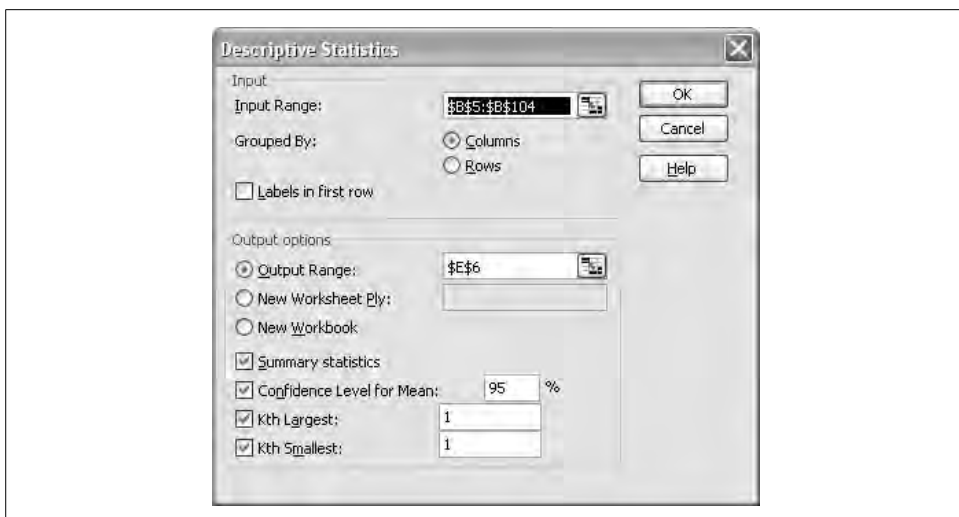 Descriptive Statistics
Input
Input Range: $B$5:$B$104
OK
Grouped By: Columns
Cancel
Rows
Help
Labels in first row
Output options
Output Range: $E$6
New Worksheet Ply:
New Workbook
Summary statistics
Confidence Level for Mean: 95 %
Kth Largest: 1
Kth Smallest: 1